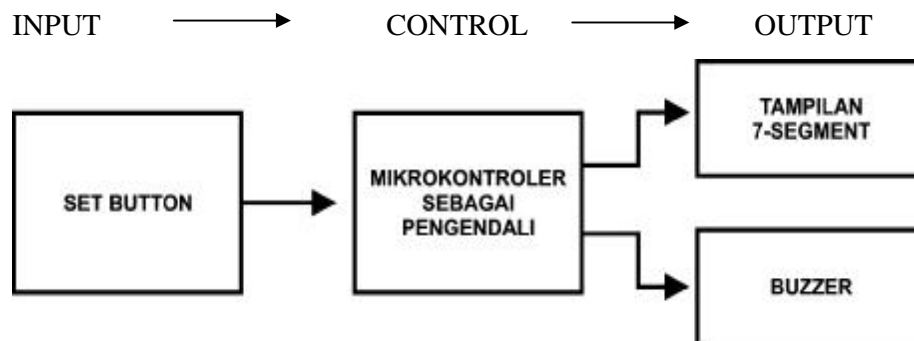 INPUT CONTROL OUTPUT
SET BUTTON
MIKROKONTROLER
SEBAGAI
PENGENDALI
TAMPILAN
7-SEGMENT
BUZZER